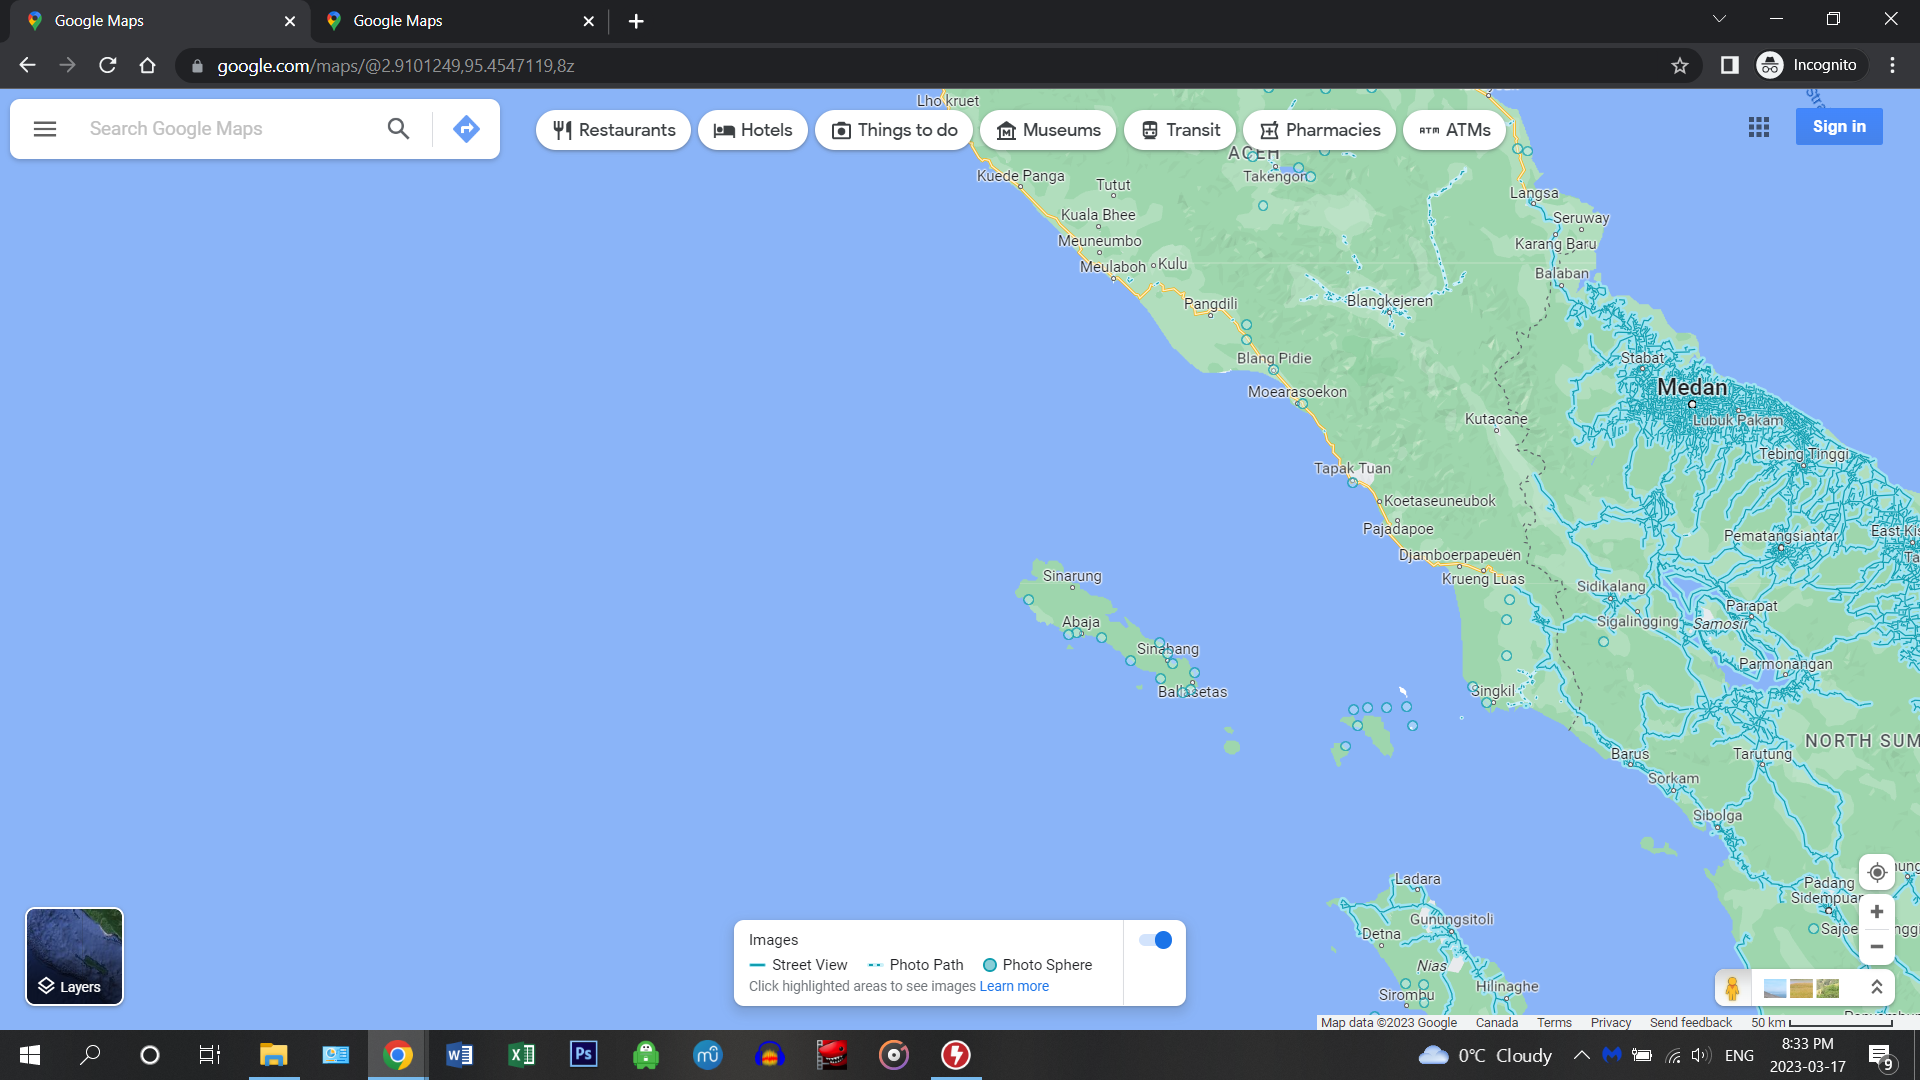 Google Maps
Google Maps
google.com/maps/@2.9101249,95.4547119,8z
Incognito
Search Google Maps
Restaurants
Hotels
Things to do
Museums
Transit
Pharmacies
ATM ATMs
Sign in
Lho kruet
ACEH
Takengon
Kuede Panga
Tutut
Langsa
Kuala Bhee
Seruway
Meuneumbo
Karang Baru
Meulaboh
Kulu
Balaban
Pangdili
Blangkejeren
Blang Pidie
Stabat
Moearasoekon
Medan
Kutacane
Lubuk Pakam
Tebing Tinggi
Tapak Tuan
Koetaseuneubok
Pajadapoe
East Kis
Pematangsiantar
Djamboerpapeuën
Ta
Sinarung
Krueng Luas
Sidikalang
Parapat
Abaja
Sigalingging
Samosir
Sinabang
Parmonangan
Ballasetas
Singkil
NORTH SUM
Barus
Tarutung
Sorkam
Sibolga
Ladara
Padang
Sidempuan
Gunungsitoli
Detna
Nias
Sirombu
Hilinaghe
Layers
Images
Street View
Photo Path
Photo Sphere
Click highlighted areas to see images Learn more
Map data ©2023 Google
Canada
Terms
Privacy
Send feedback
50 km
0°C Cloudy
ENG
8:33 PM
2023-03-17
9